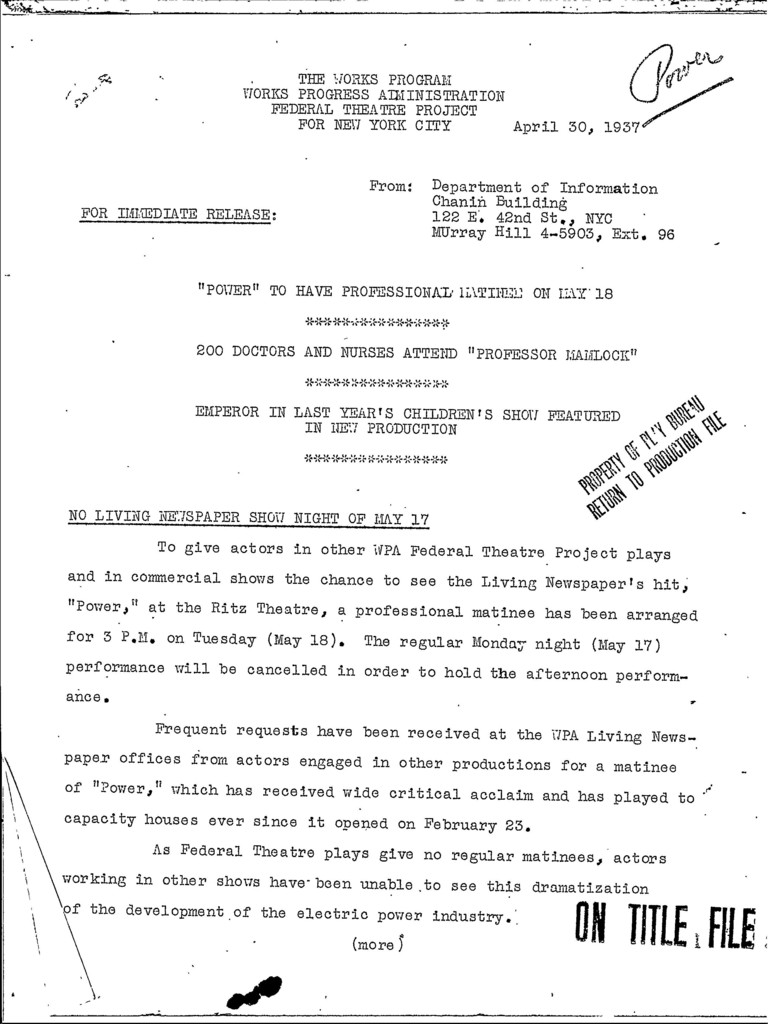 THE WORKS PROGRAM
WORKS PROGRESS ADMINISTRATION
FEDERAL THEATRE PROJECT
FOR NEW YORK CITY
April 30, 1937
Power
From: Department of Information
Chanin Building
122 E. 42nd St., NYC
MUrray Hill 4-5903, Ext. 96
FOR IMMEDIATE RELEASE:
"POWER" TO HAVE PROFESSIONAL MATINEE ON MAY 18
****************
200 DOCTORS AND NURSES ATTEND "PROFESSOR MAMLOCK"
****************
EMPEROR IN LAST YEAR'S CHILDREN'S SHOW FEATURED
IN NEW PRODUCTION
****************
PROPERTY OF PLAY BUREAU
RETURN TO PRODUCTION FILE
NO LIVING NEWSPAPER SHOW NIGHT OF MAY 17
To give actors in other WPA Federal Theatre Project plays
and in commercial shows the chance to see the Living Newspaper's hit,
"Power," at the Ritz Theatre, a professional matinee has been arranged
for 3 P.M. on Tuesday (May 18). The regular Monday night (May 17)
performance will be cancelled in order to hold the afternoon perform-
ance.
Frequent requests have been received at the WPA Living News-
paper offices from actors engaged in other productions for a matinee
of "Power," which has received wide critical acclaim and has played to
capacity houses ever since it opened on February 23.
As Federal Theatre plays give no regular matinees, actors
working in other shows have been unable to see this dramatization
of the development of the electric power industry.
(more)
ON TITLE FILE